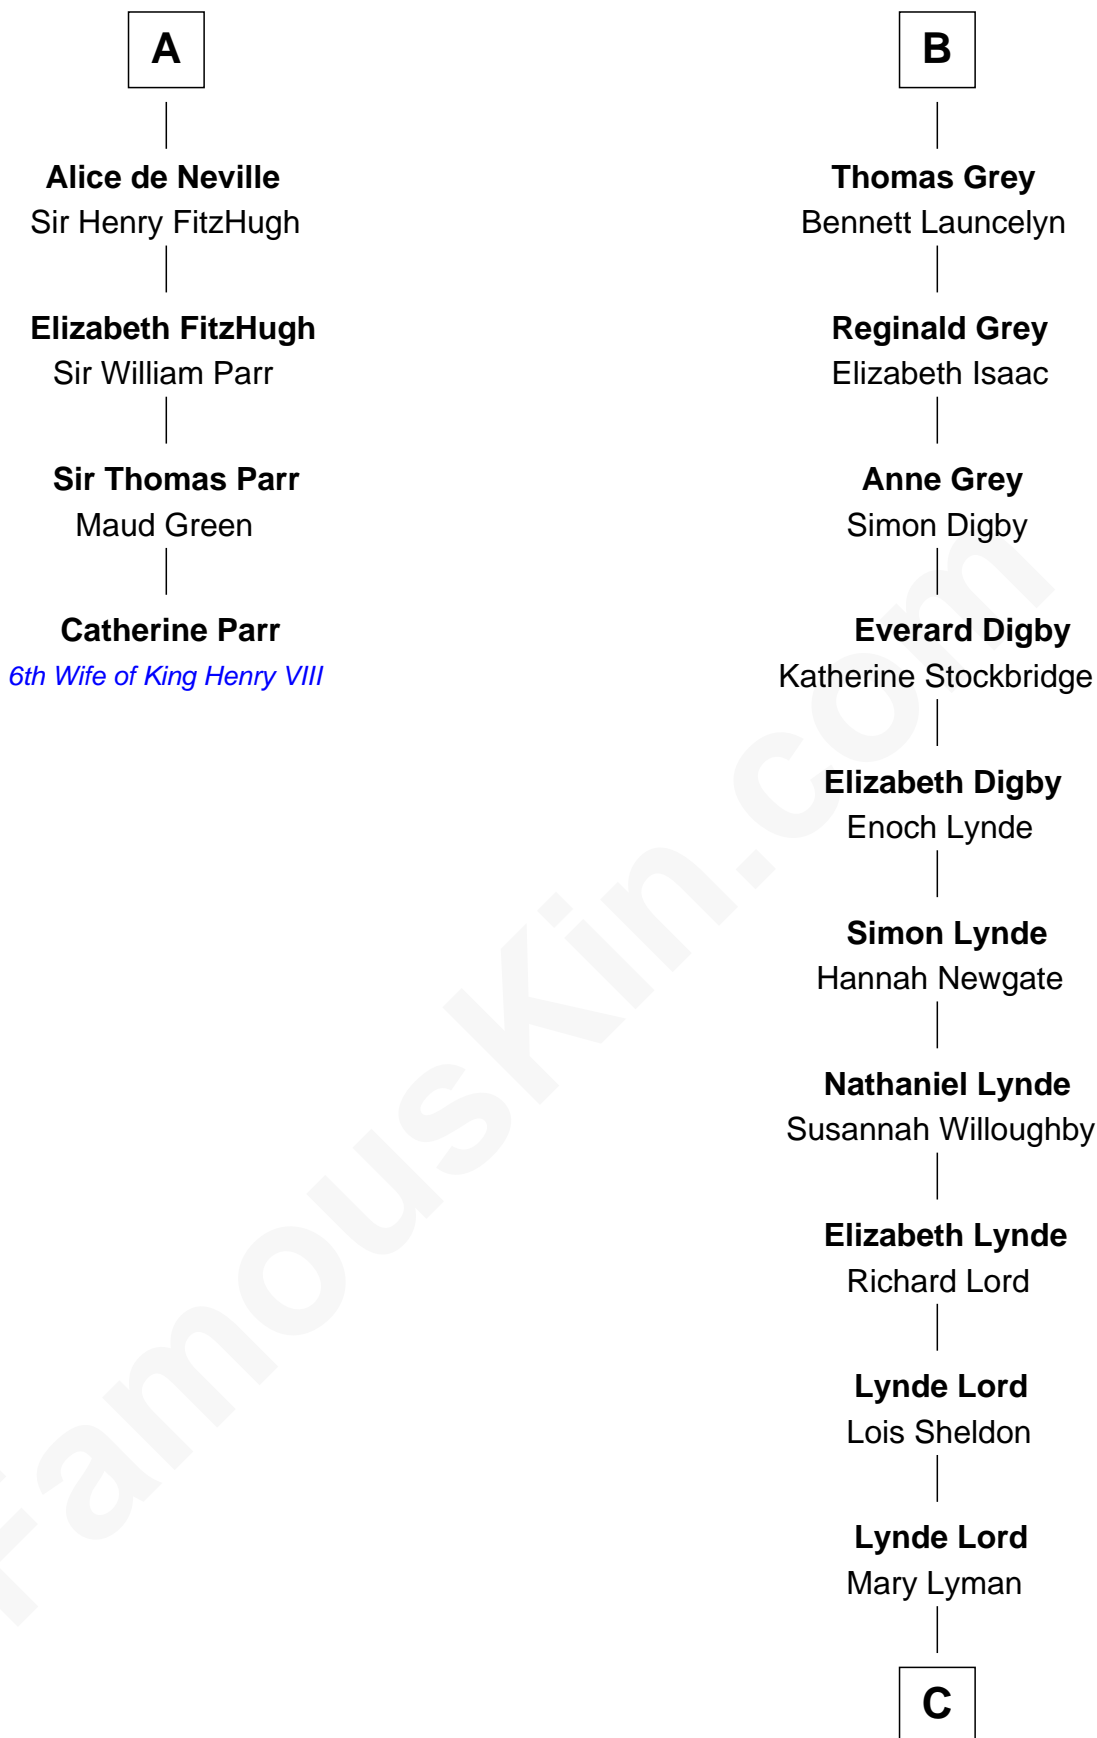 A
Alice de Neville
Sir Henry FitzHugh
Elizabeth FitzHugh
Sir William Parr
Sir Thomas Parr
Maud Green
Catherine Parr
6th Wife of King Henry VIII
B
Thomas Grey
Bennett Launcelyn
Reginald Grey
Elizabeth Isaac
Anne Grey
Simon Digby
Everard Digby
Katherine Stockbridge
Elizabeth Digby
Enoch Lynde
Simon Lynde
Hannah Newgate
Nathaniel Lynde
Susannah Willoughby
Elizabeth Lynde
Richard Lord
Lynde Lord
Lois Sheldon
Lynde Lord
Mary Lyman
C
FamousKin.com